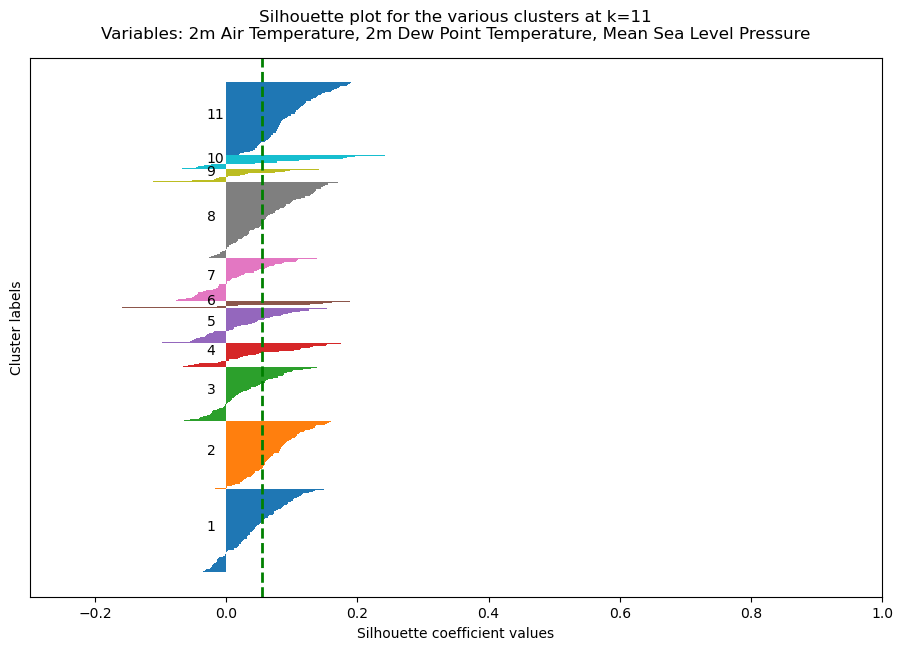 Silhouette plot for the various clusters at k=11
Variables: 2m Air Temperature, 2m Dew Point Temperature, Mean Sea Level Pressure
Cluster labels
11
10
9
8
7
6
5
4
3
2
1
−0.2 0.0 0.2 0.4 0.6 0.8 1.0
Silhouette coefficient values